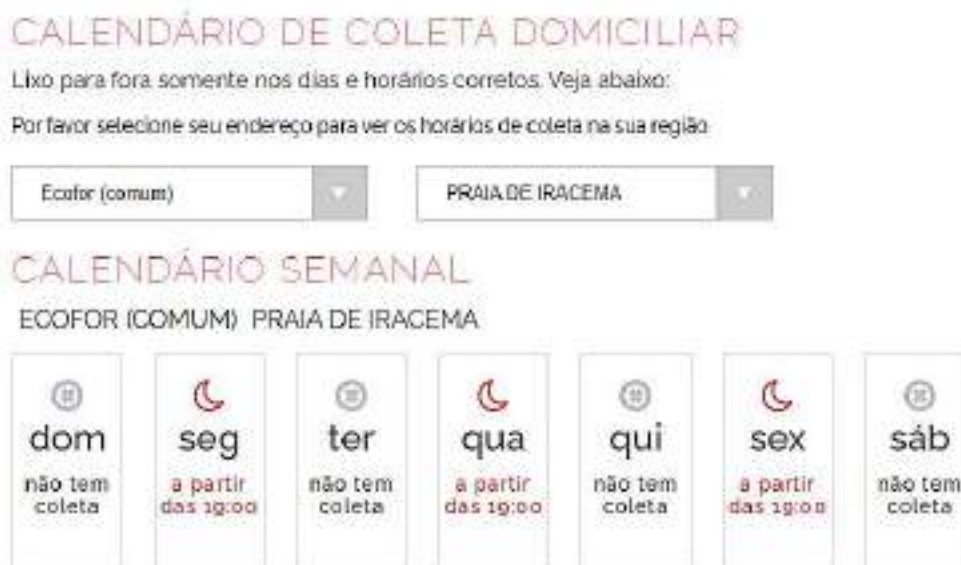 CALENDÁRIO DE COLETA DOMICILIAR
Lixo para fora somente nos dias e horários corretos. Veja abaixo:
Por favor selecione seu endereço para ver os horários de coleta na sua região
Ecofor (comum)
PRAIA DE IRACEMA
CALENDÁRIO SEMANAL
ECOFOR (COMUM) PRAIA DE IRACEMA
dom
não tem
coleta
seg
a partir
das 19:00
ter
não tem
coleta
qua
a partir
das 19:00
qui
não tem
coleta
sex
a partir
das 19:00
sáb
não tem
coleta